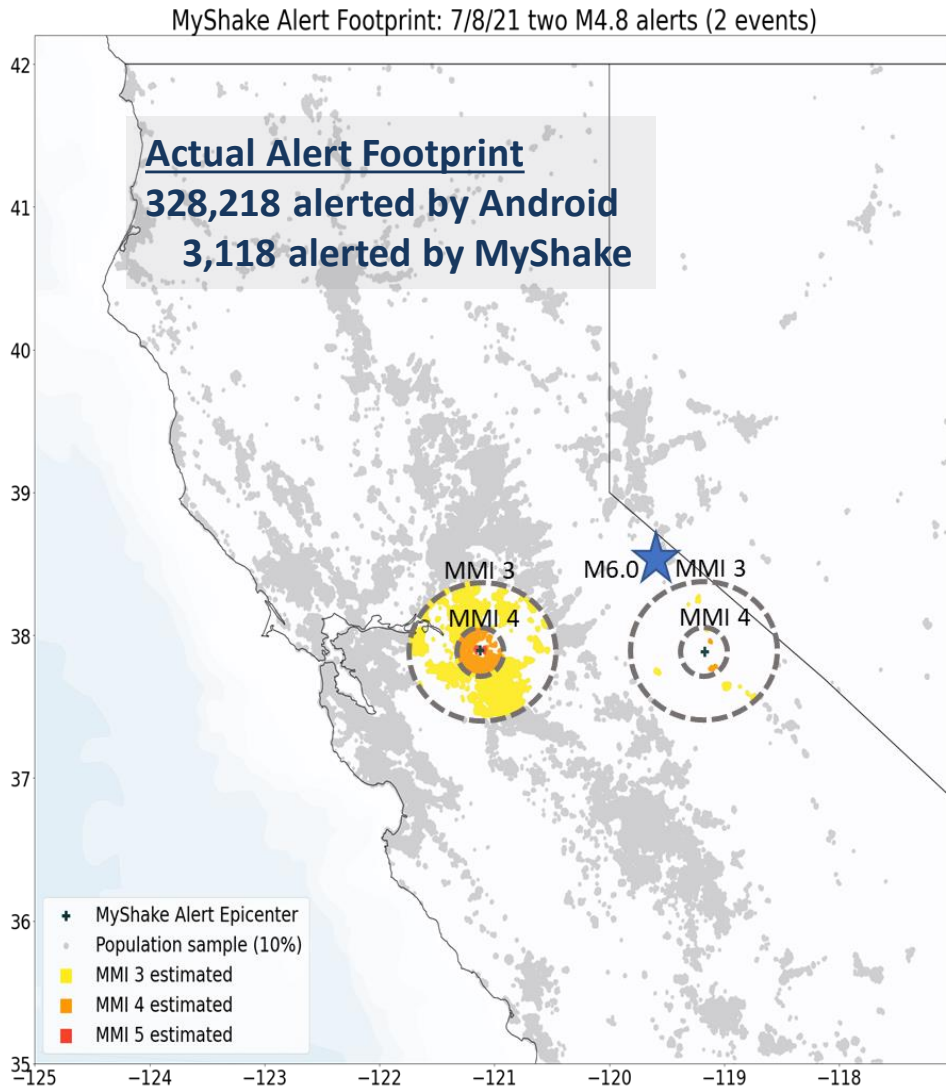 MyShake Alert Footprint: 7/8/21 two M4.8 alerts (2 events)
42
Actual Alert Footprint
328,218 alerted by Android
3,118 alerted by MyShake
41
40
39
MMI 3
M6.0
MMI 3
MMI 4
MMI 4
38
37
36
35
MyShake Alert Epicenter
Population sample (10%)
MMI 3 estimated
MMI 4 estimated
MMI 5 estimated
−125
−124
−123
−122
−121
−120
−119
−118